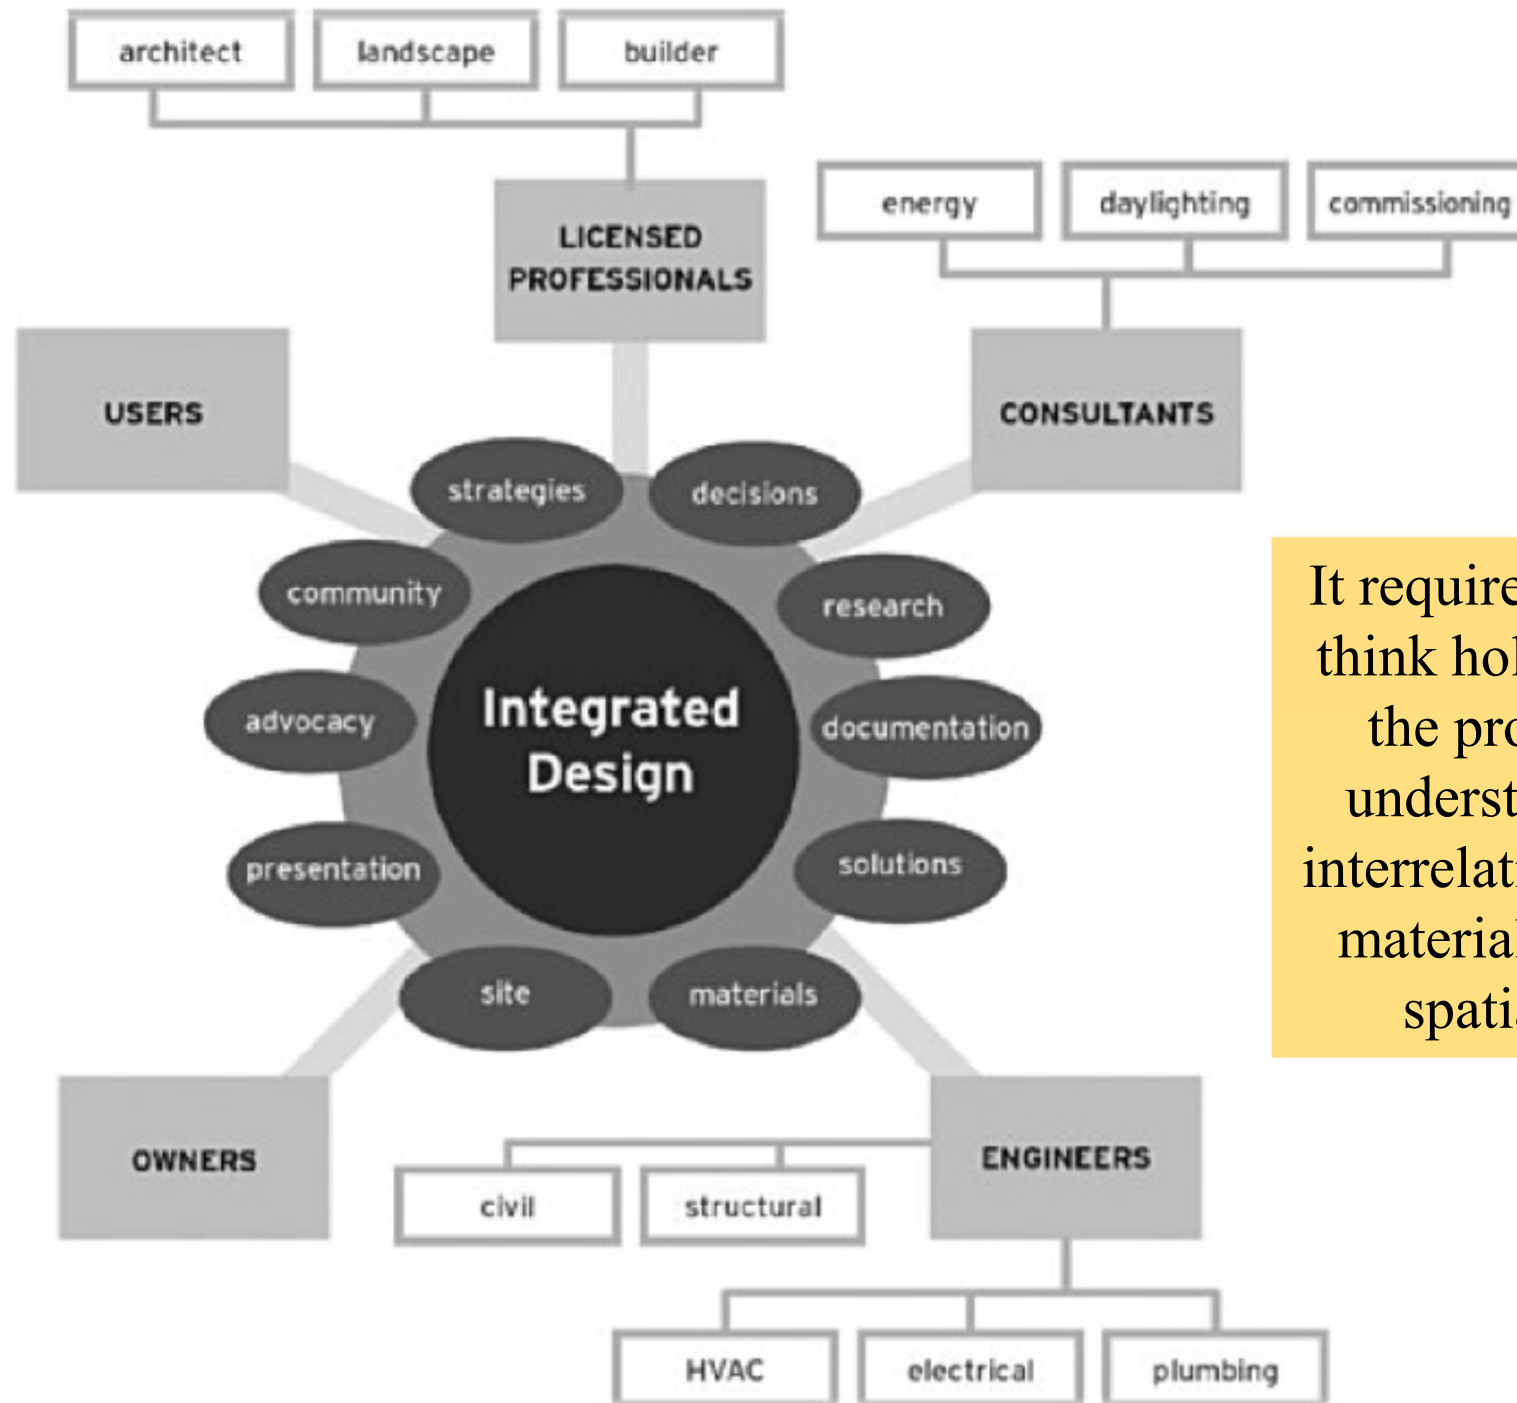 architect
landscape
builder
LICENSED
PROFESSIONALS
energy
daylighting
commissioning
USERS
CONSULTANTS
strategies
decisions
community
research
advocacy
documentation
Integrated
Design
presentation
solutions
site
materials
OWNERS
ENGINEERS
civil
structural
HVAC
electrical
plumbing
It require
think hol
the pro
underst
interrelati
material
spati